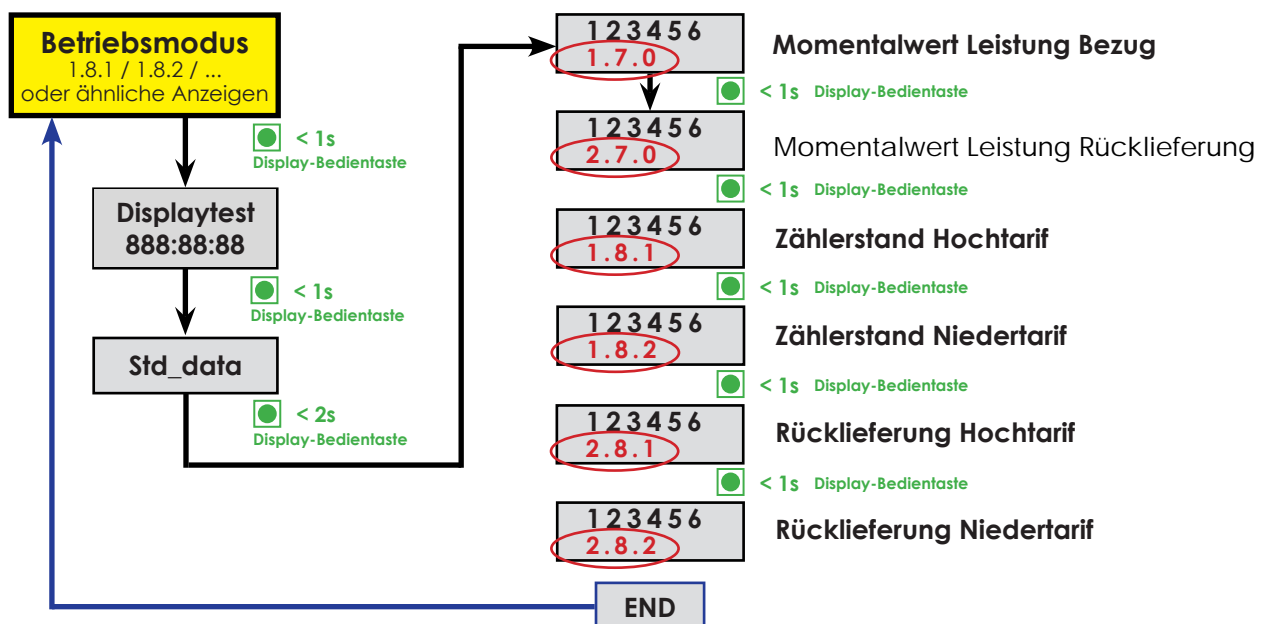 Betriebsmodus
1.8.1 / 1.8.2 / ...
oder ähnliche Anzeigen
< 1s
Display-Bedientaste
Displaytest
888:88:88
< 1s
Display-Bedientaste
Std_data
< 2s
Display-Bedientaste
123456
1.7.0
Momentalwert Leistung Bezug
< 1s Display-Bedientaste
123456
2.7.0
Momentalwert Leistung Rücklieferung
< 1s Display-Bedientaste
123456
1.8.1
Zählerstand Hochtarif
< 1s Display-Bedientaste
123456
1.8.2
Zählerstand Niedertarif
< 1s Display-Bedientaste
123456
2.8.1
Rücklieferung Hochtarif
< 1s Display-Bedientaste
123456
2.8.2
Rücklieferung Niedertarif
END